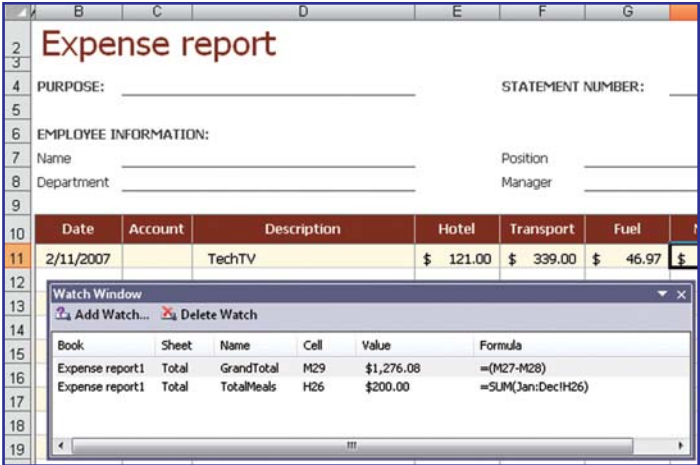 B C D E F G
2 Expense report
3
4 PURPOSE: STATEMENT NUMBER:
5
6 EMPLOYEE INFORMATION:
7 Name Position
8 Department Manager
9
10 Date Account Description Hotel Transport Fuel
11 2/11/2007 TechTV $ 121.00 $ 339.00 $ 46.97 $
12
Watch Window
13 Add Watch... Delete Watch
14
15 Book Sheet Name Cell Value Formula
16 Expense report1 Total GrandTotal M29 $1,276.08 =(M27-M28)
17 Expense report1 Total TotalMeals H26 $200.00 =SUM(Jan:Dec!H26)
18
19